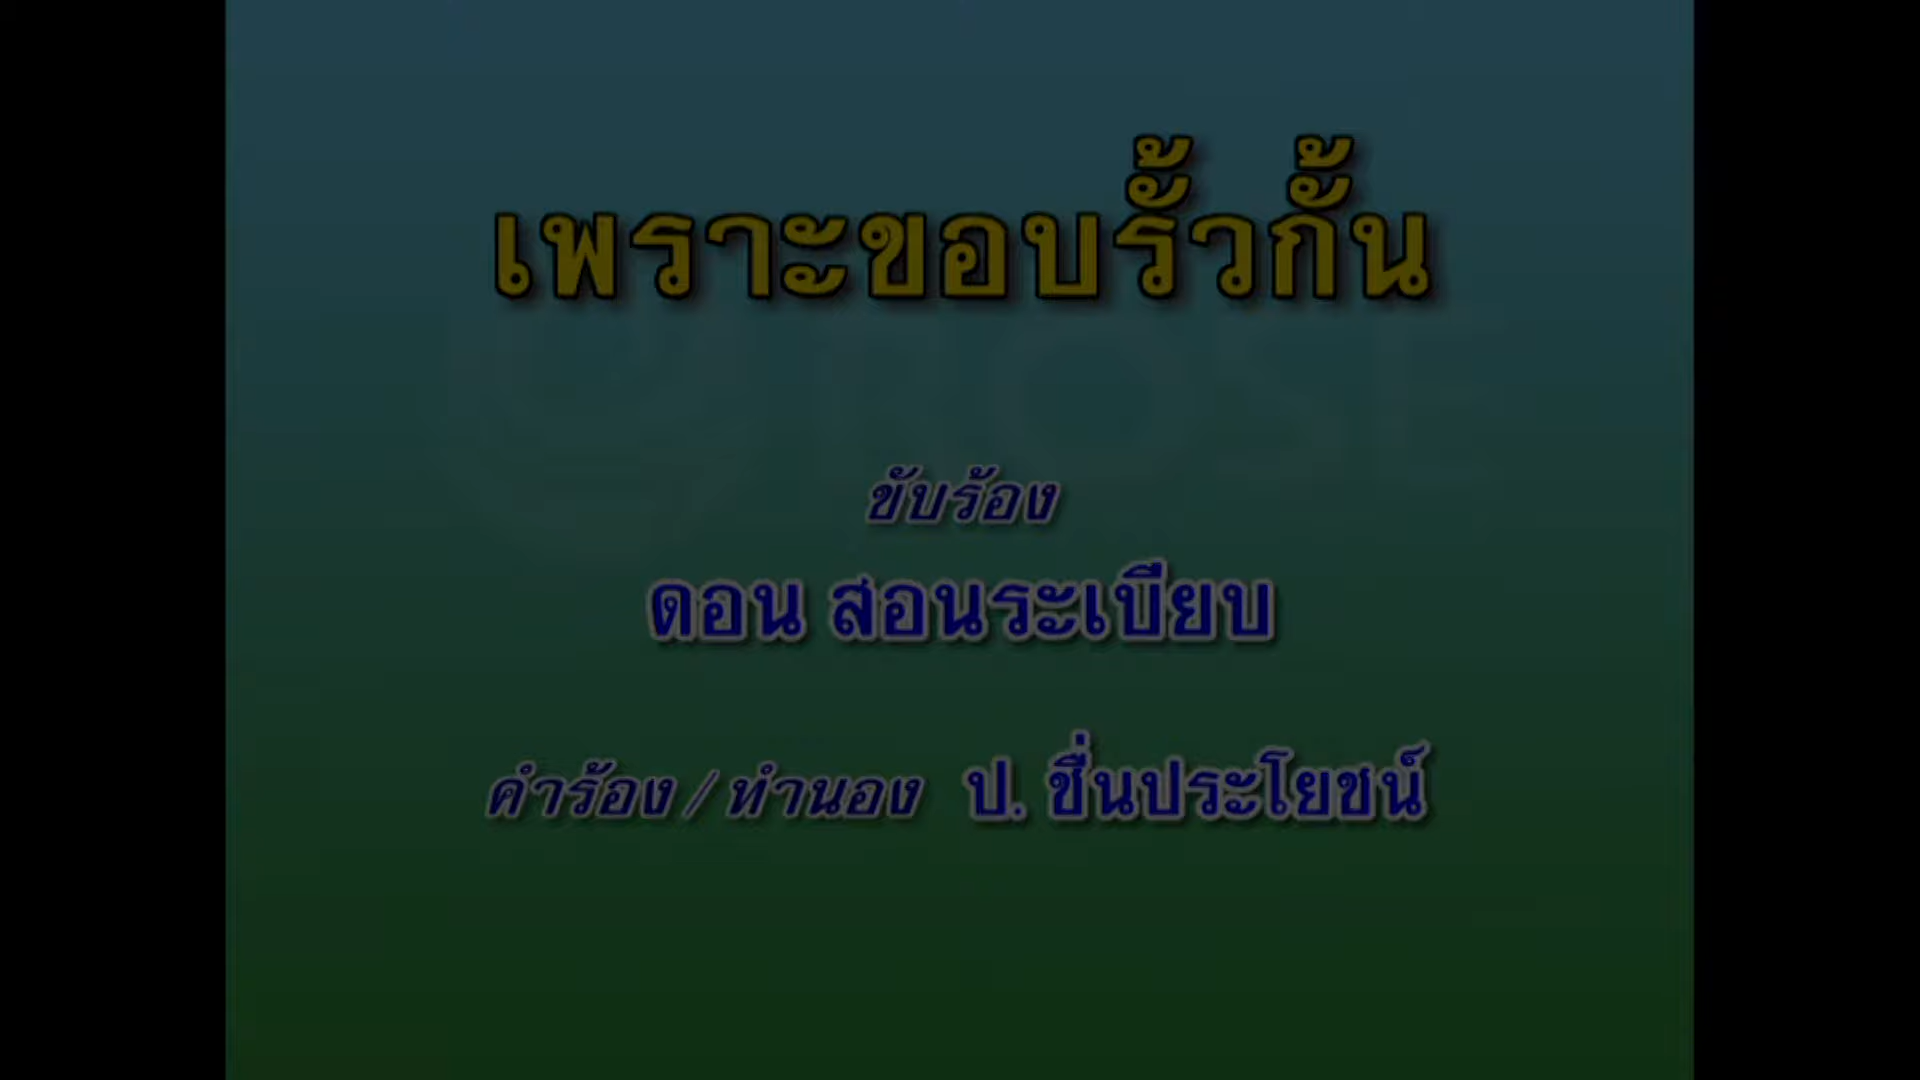 เพราะขอบรั้วกั้น
ROSE
ขับร้อง
ดอน สอนระเบียบ
คำร้อง / ทำนอง ป. ชื่นประโยชน์